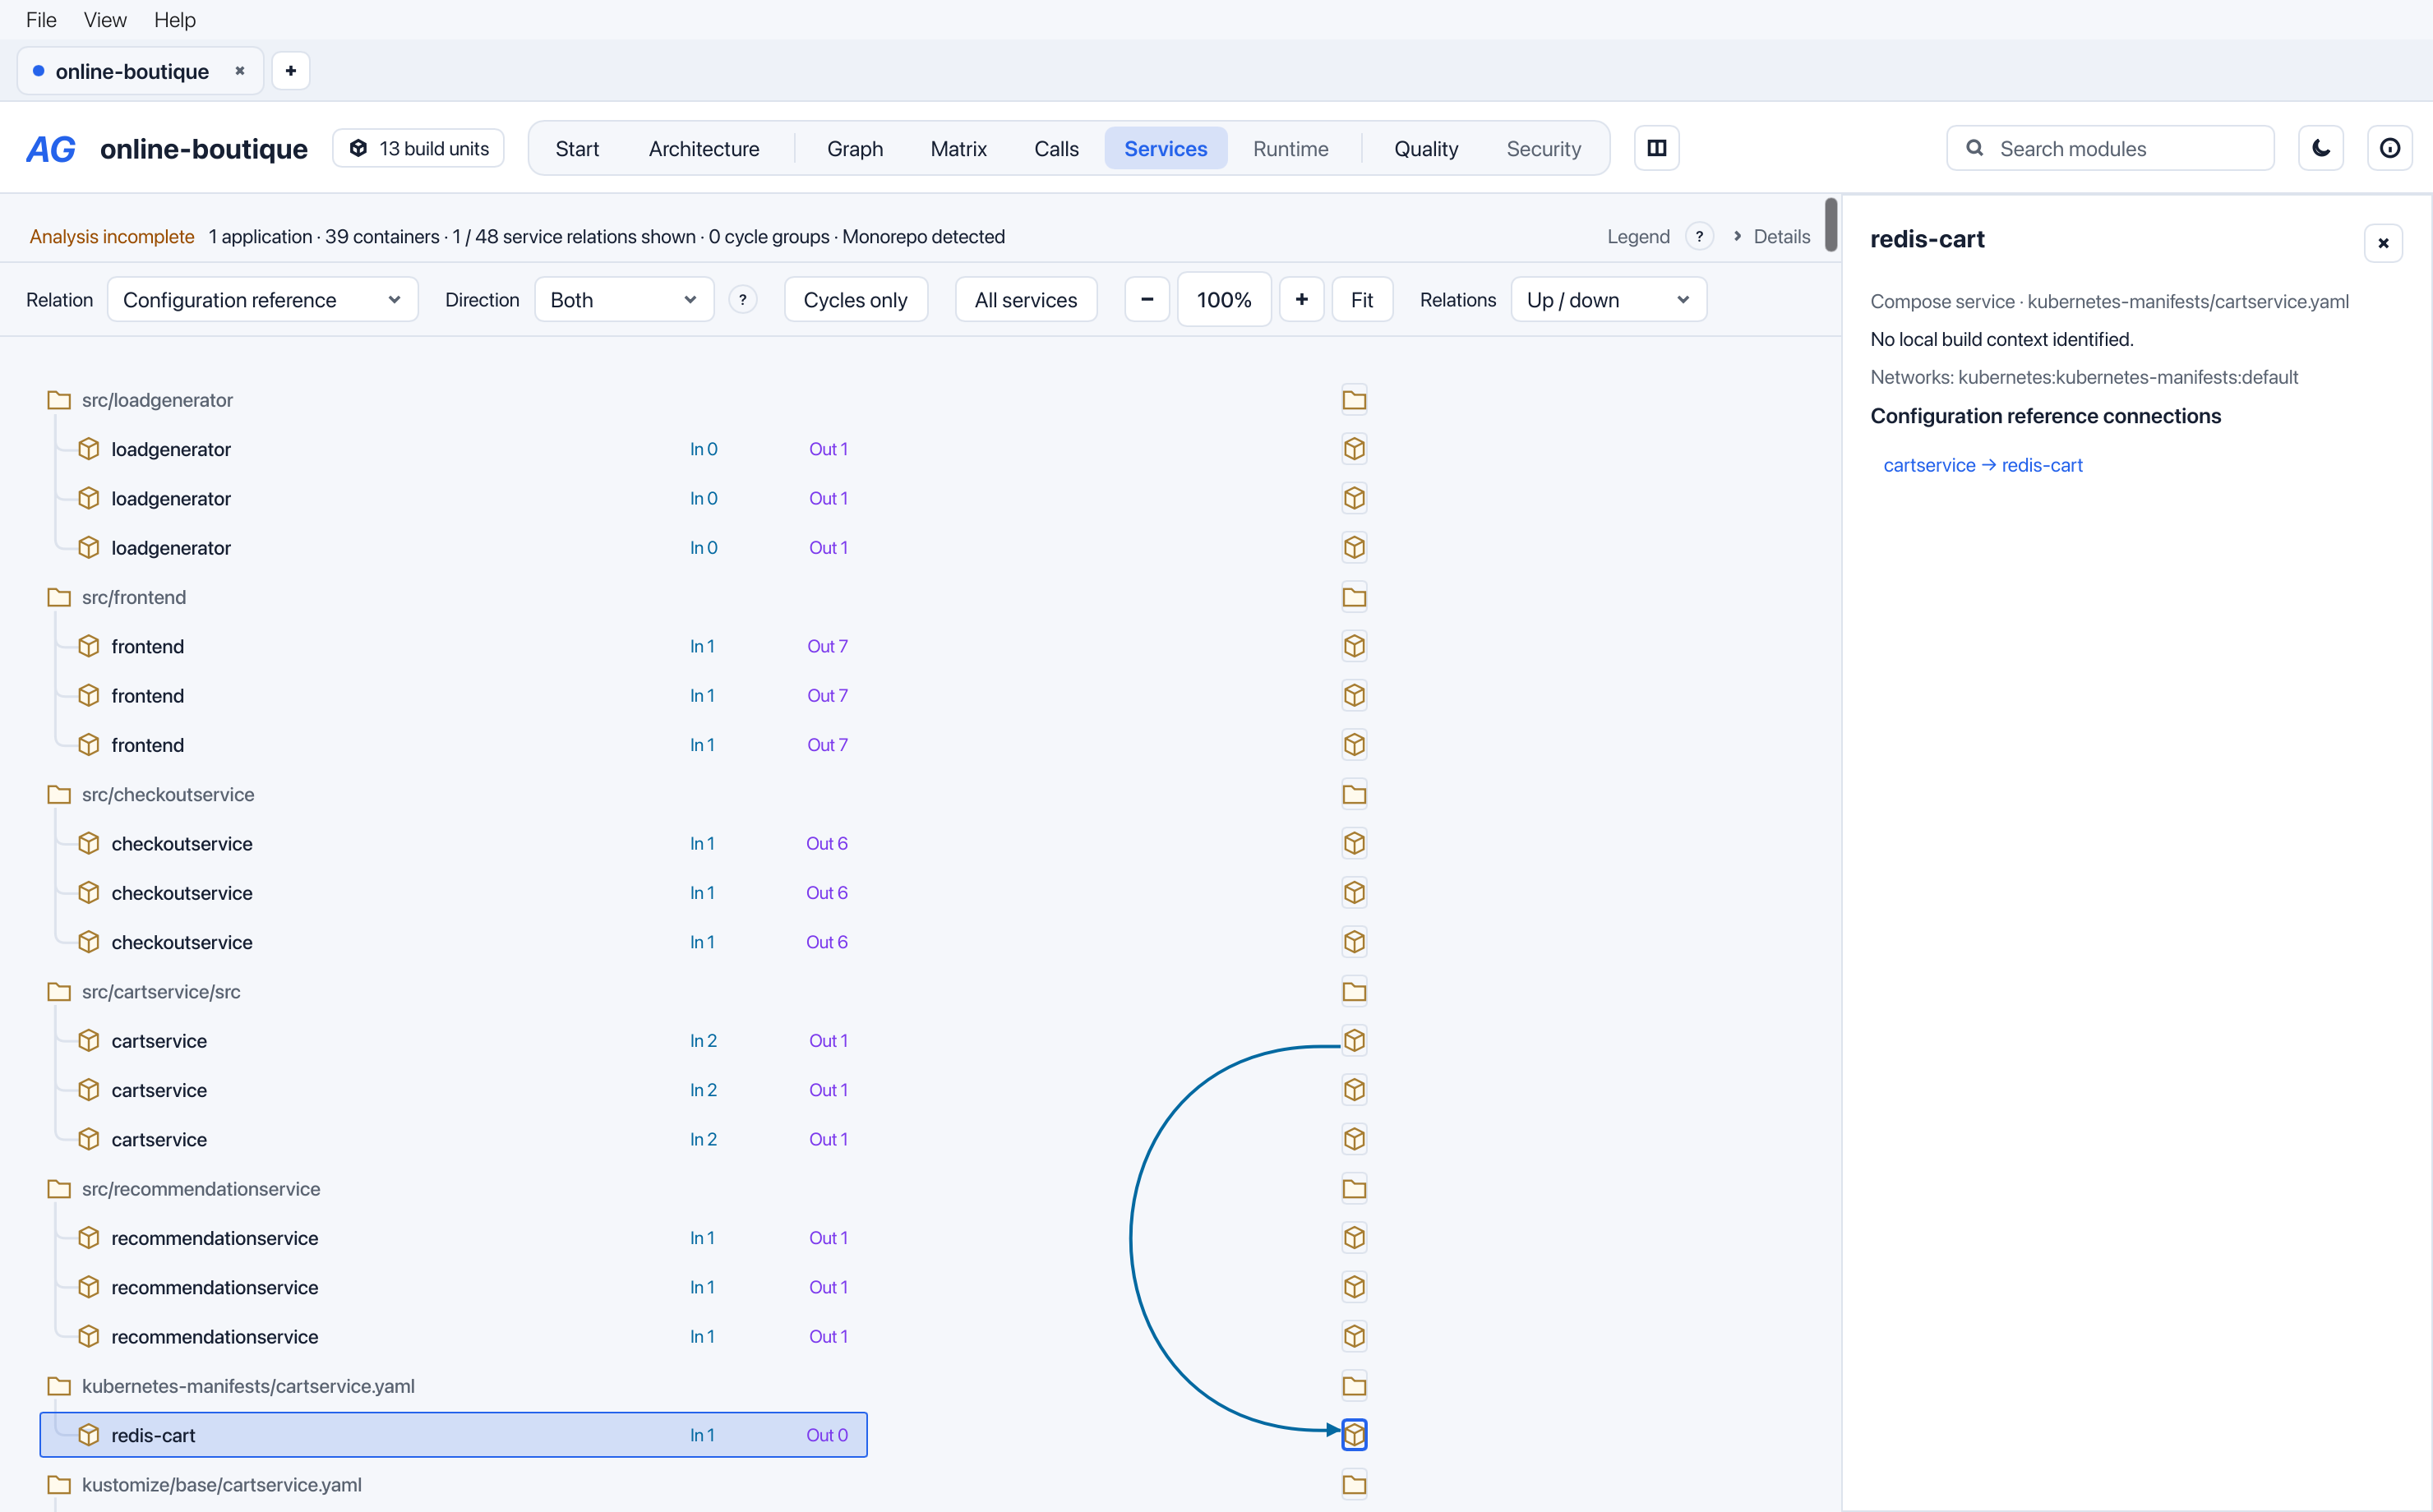 File View Help
online-boutique
AG online-boutique 13 build units Start Architecture Graph Matrix Calls Services Runtime Quality Security Search modules
Analysis incomplete 1 application · 39 containers · 1 / 48 service relations shown · 0 cycle groups · Monorepo detected Legend ? Details
Relation Configuration reference Direction Both ? Cycles only All services − 100% + Fit Relations Up / down
src/loadgenerator
loadgenerator In 0 Out 1
loadgenerator In 0 Out 1
loadgenerator In 0 Out 1
src/frontend
frontend In 1 Out 7
frontend In 1 Out 7
frontend In 1 Out 7
src/checkoutservice
checkoutservice In 1 Out 6
checkoutservice In 1 Out 6
checkoutservice In 1 Out 6
src/cartservice/src
cartservice In 2 Out 1
cartservice In 2 Out 1
cartservice In 2 Out 1
src/recommendationservice
recommendationservice In 1 Out 1
recommendationservice In 1 Out 1
recommendationservice In 1 Out 1
kubernetes-manifests/cartservice.yaml
redis-cart In 1 Out 0
kustomize/base/cartservice.yaml
redis-cart
Compose service · kubernetes-manifests/cartservice.yaml
No local build context identified.
Networks: kubernetes:kubernetes-manifests:default
Configuration reference connections
cartservice → redis-cart